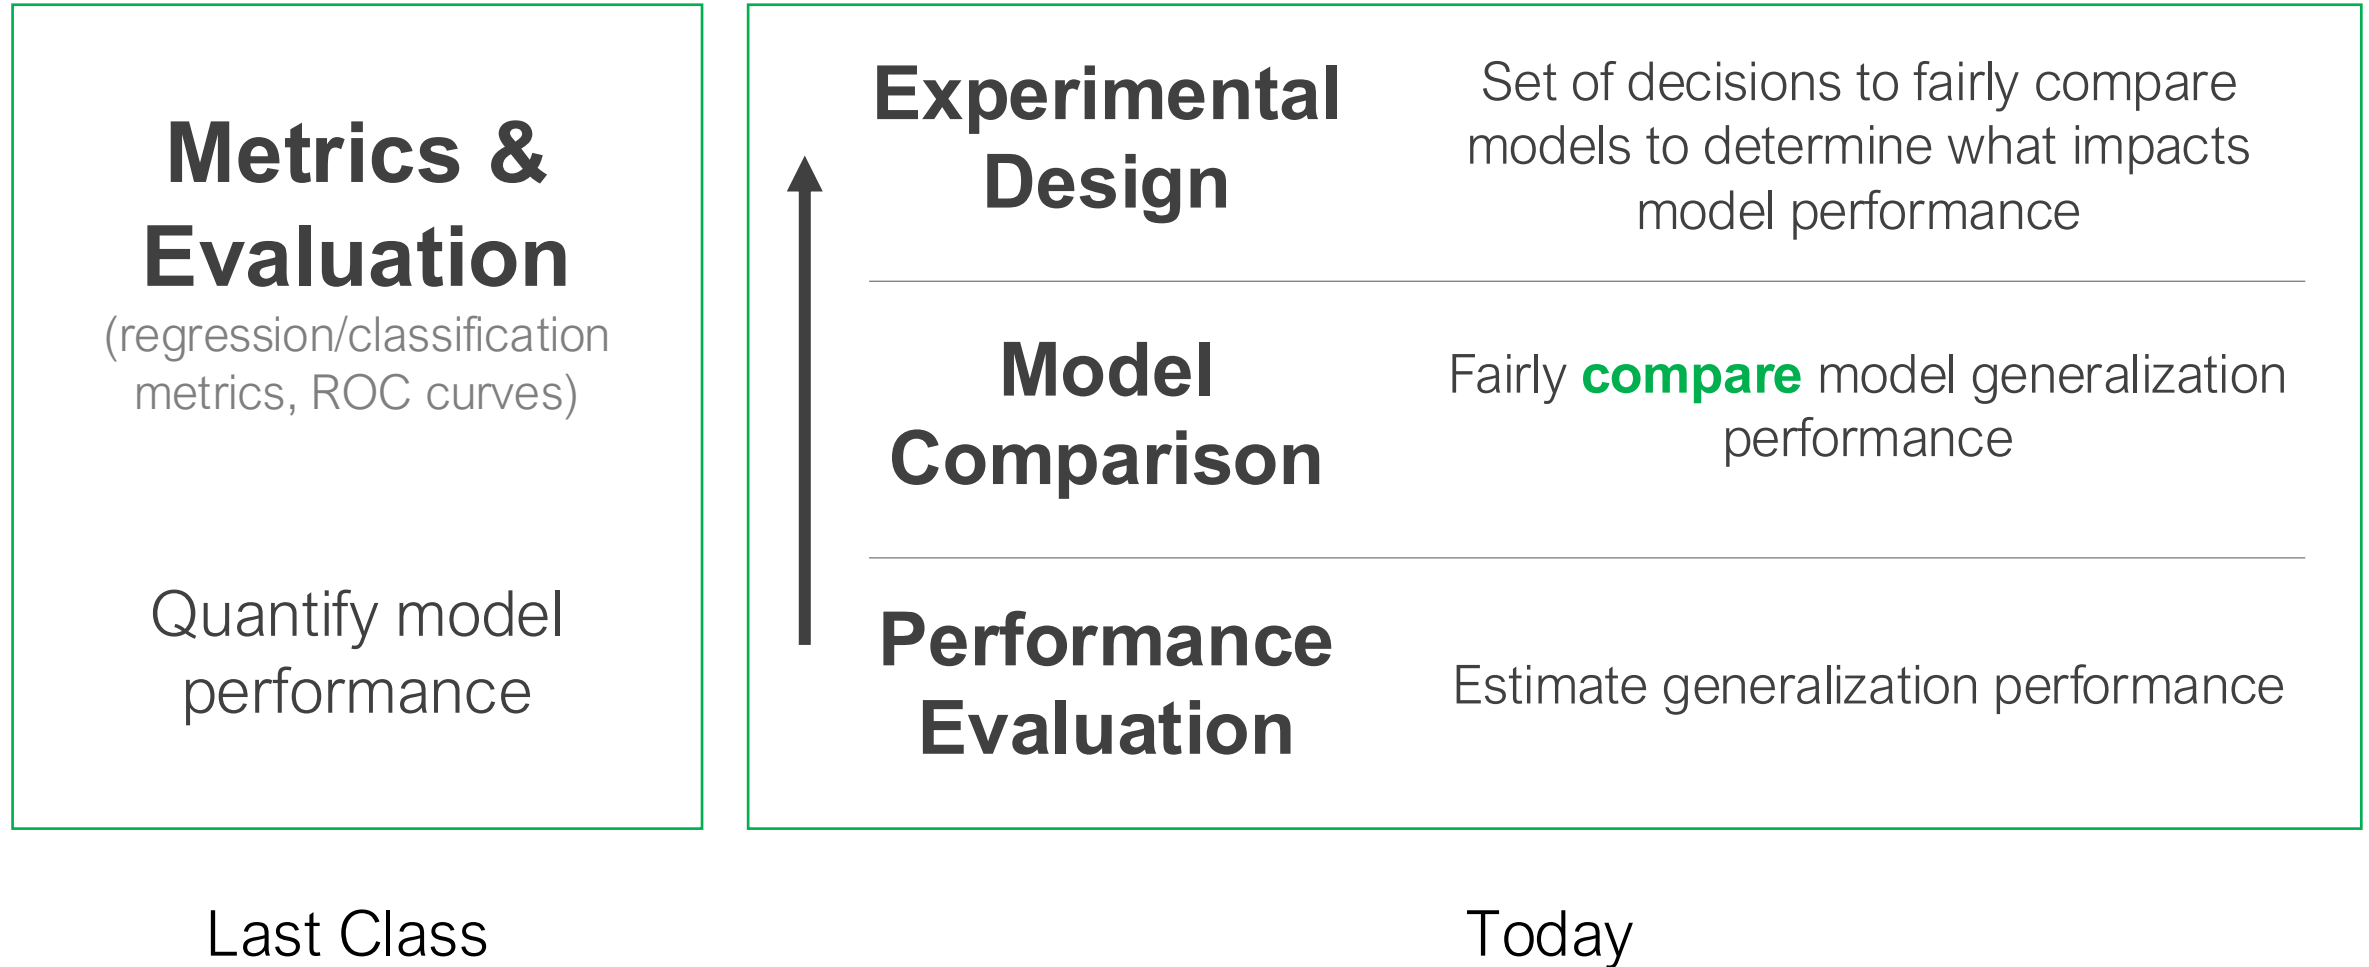 Metrics &
Evaluation
(regression/classification
metrics, ROC curves)
Quantify model
performance
Last Class
Experimental
Design
Set of decisions to fairly compare
models to determine what impacts
model performance
Model
Comparison
Fairly compare model generalization
performance
Performance
Evaluation
Estimate generalization performance
Today